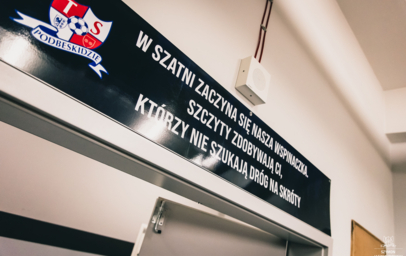 TS
PODBESKIDZIE
W SZATNI ZACZYNA SIĘ NASZA WSPINACZKA.
SZCZYTY ZDOBYWAJĄ CI,
KTÓRZY NIE SZUKAJĄ DRÓG NA SKRÓTY